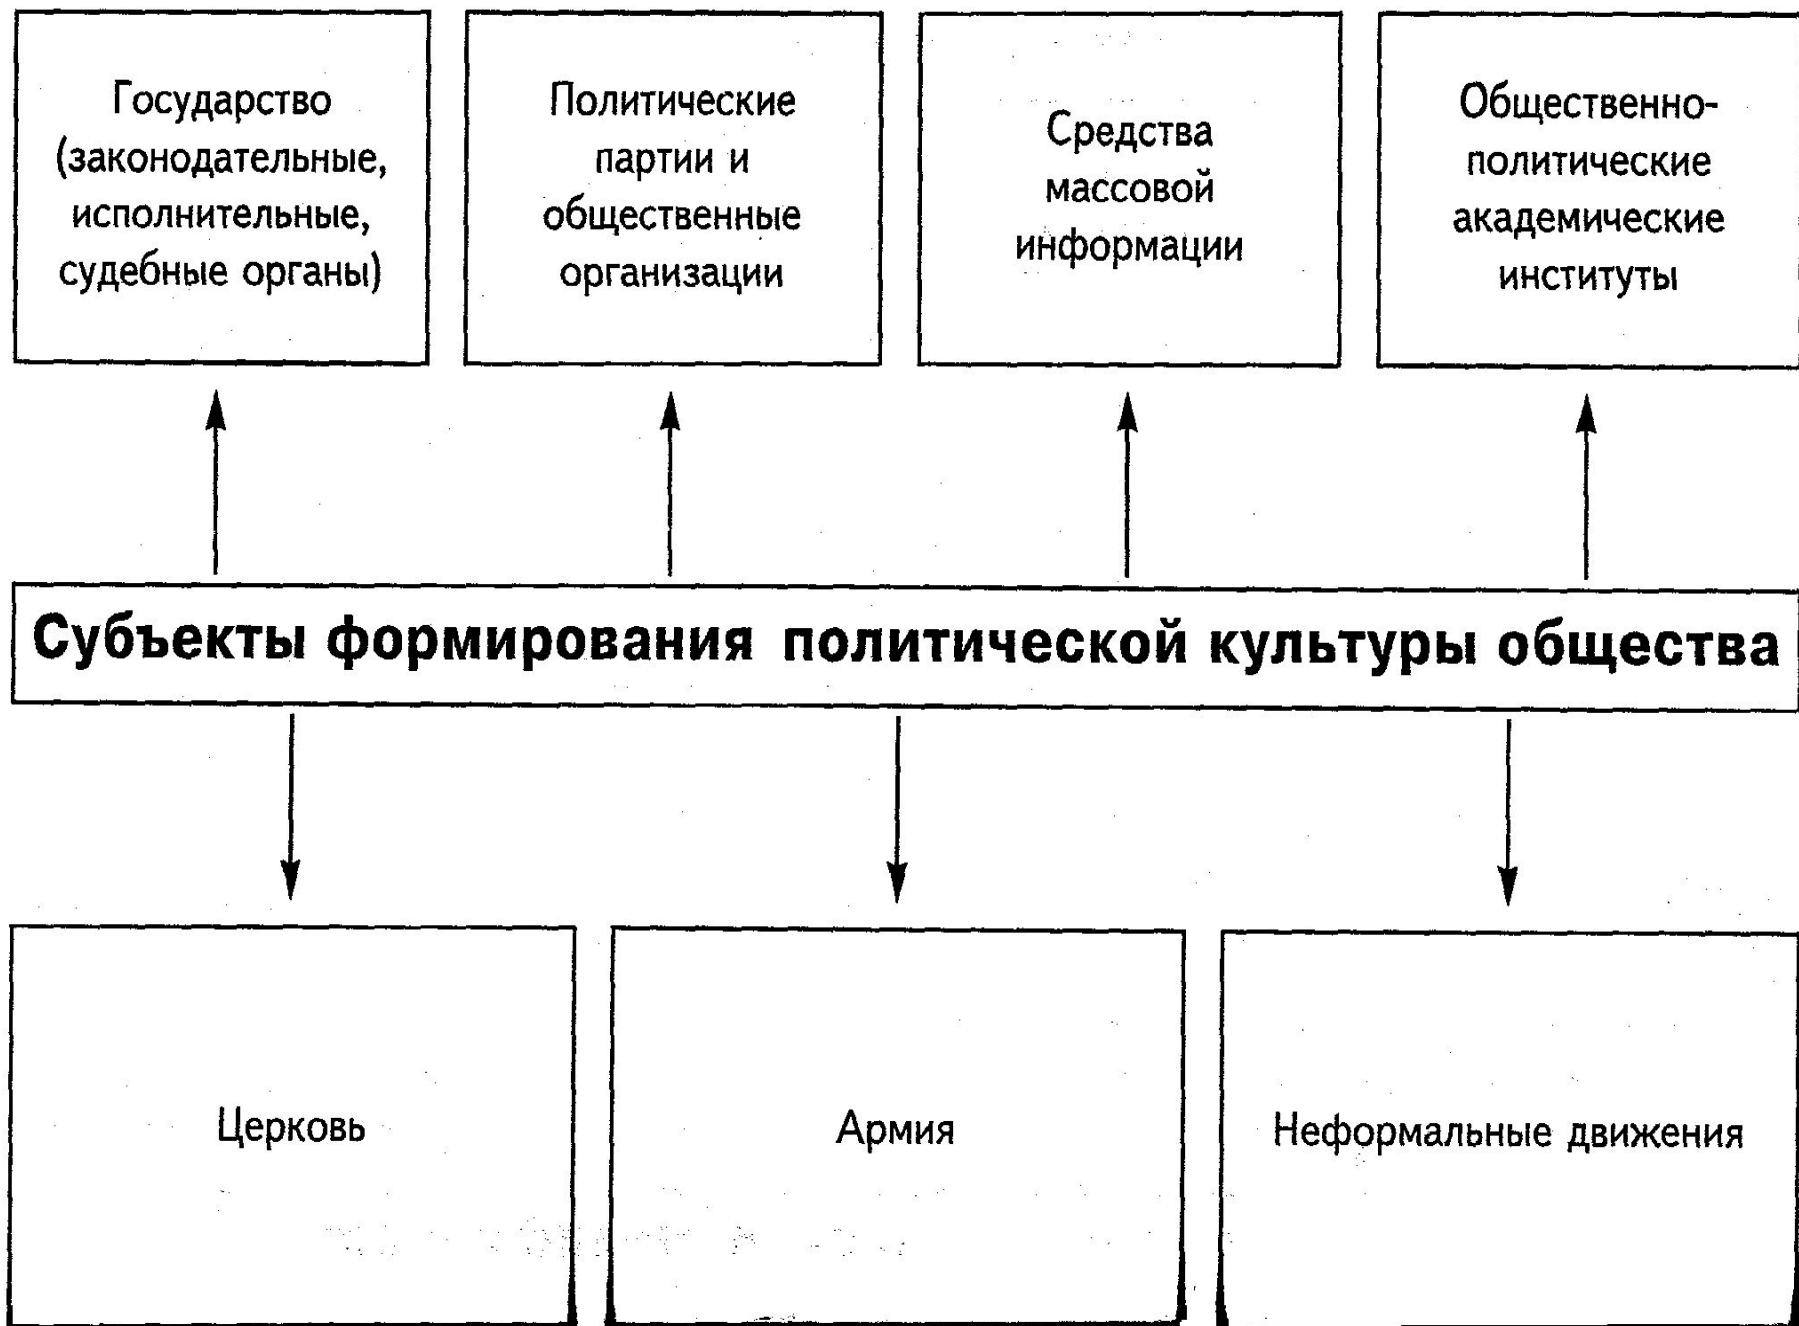 Государство
(законодательные,
исполнительные,
судебные органы)
Политические
партии и
общественные
организации
Средства
массовой
информации
Общественно-
политические
академические
институты
Субъекты формирования политической культуры общества
Церковь
Армия
Неформальные движения